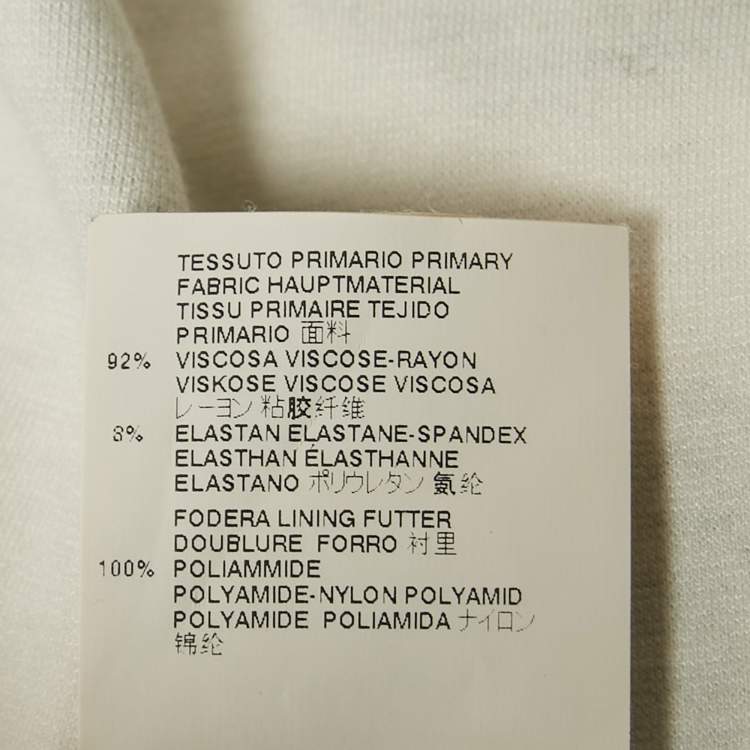 TESSUTO PRIMARIO PRIMARY
FABRIC HAUPTMATERIAL
TISSU PRIMAIRE TEJIDO
PRIMARIO 面料
92% VISCOSA VISCOSE-RAYON
VISKOSE VISCOSE VISCOSA
レーヨン 粘胶纤维
8% ELASTAN ELASTANE-SPANDEX
ELASTHAN ÉLASTHANNE
ELASTANO ポリウレタン 氨纶
FODERA LINING FUTTER
DOUBLURE FORRO 衬里
100% POLIAMMIDE
POLYAMIDE-NYLON POLYAMID
POLYAMIDE POLIAMIDA ナイロン
锦纶